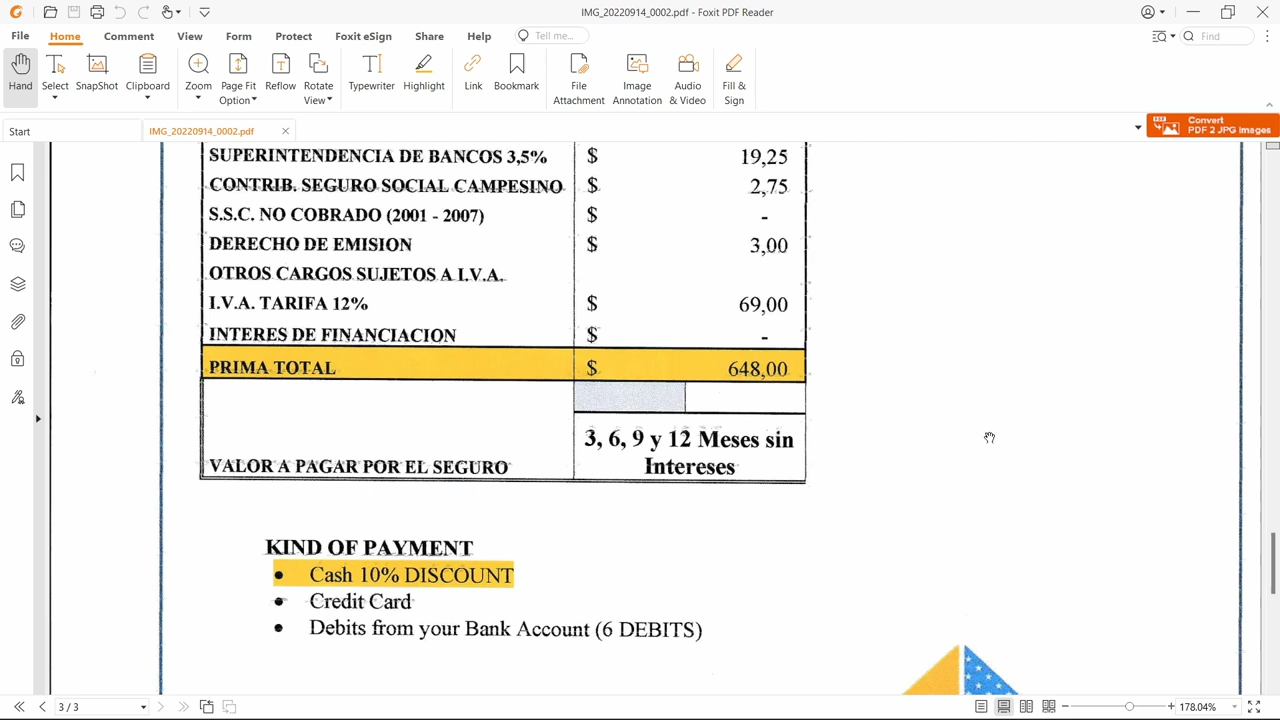 IMG_20220914_0002.pdf - Foxit PDF Reader
File Home Comment View Form Protect Foxit eSign Share Help Tell me... Find
Hand Select SnapShot Clipboard Zoom Page Fit Option Reflow Rotate View Typewriter Highlight Link Bookmark File Attachment Image Annotation Audio & Video Fill & Sign
Start IMG_20220914_0002.pdf Convert PDF 2 JPG Images
SUPERINTENDENCIA DE BANCOS 3,5% $ 19,25
CONTRIB. SEGURO SOCIAL CAMPESINO $ 2,75
S.S.C. NO COBRADO (2001 - 2007) $ -
DERECHO DE EMISION $ 3,00
OTROS CARGOS SUJETOS A I.V.A.
I.V.A. TARIFA 12% $ 69,00
INTERES DE FINANCIACION $ -
PRIMA TOTAL $ 648,00
3, 6, 9 y 12 Meses sin
VALOR A PAGAR POR EL SEGURO Intereses
KIND OF PAYMENT
• Cash 10% DISCOUNT
• Credit Card
• Debits from your Bank Account (6 DEBITS)
3 / 3 178.04%